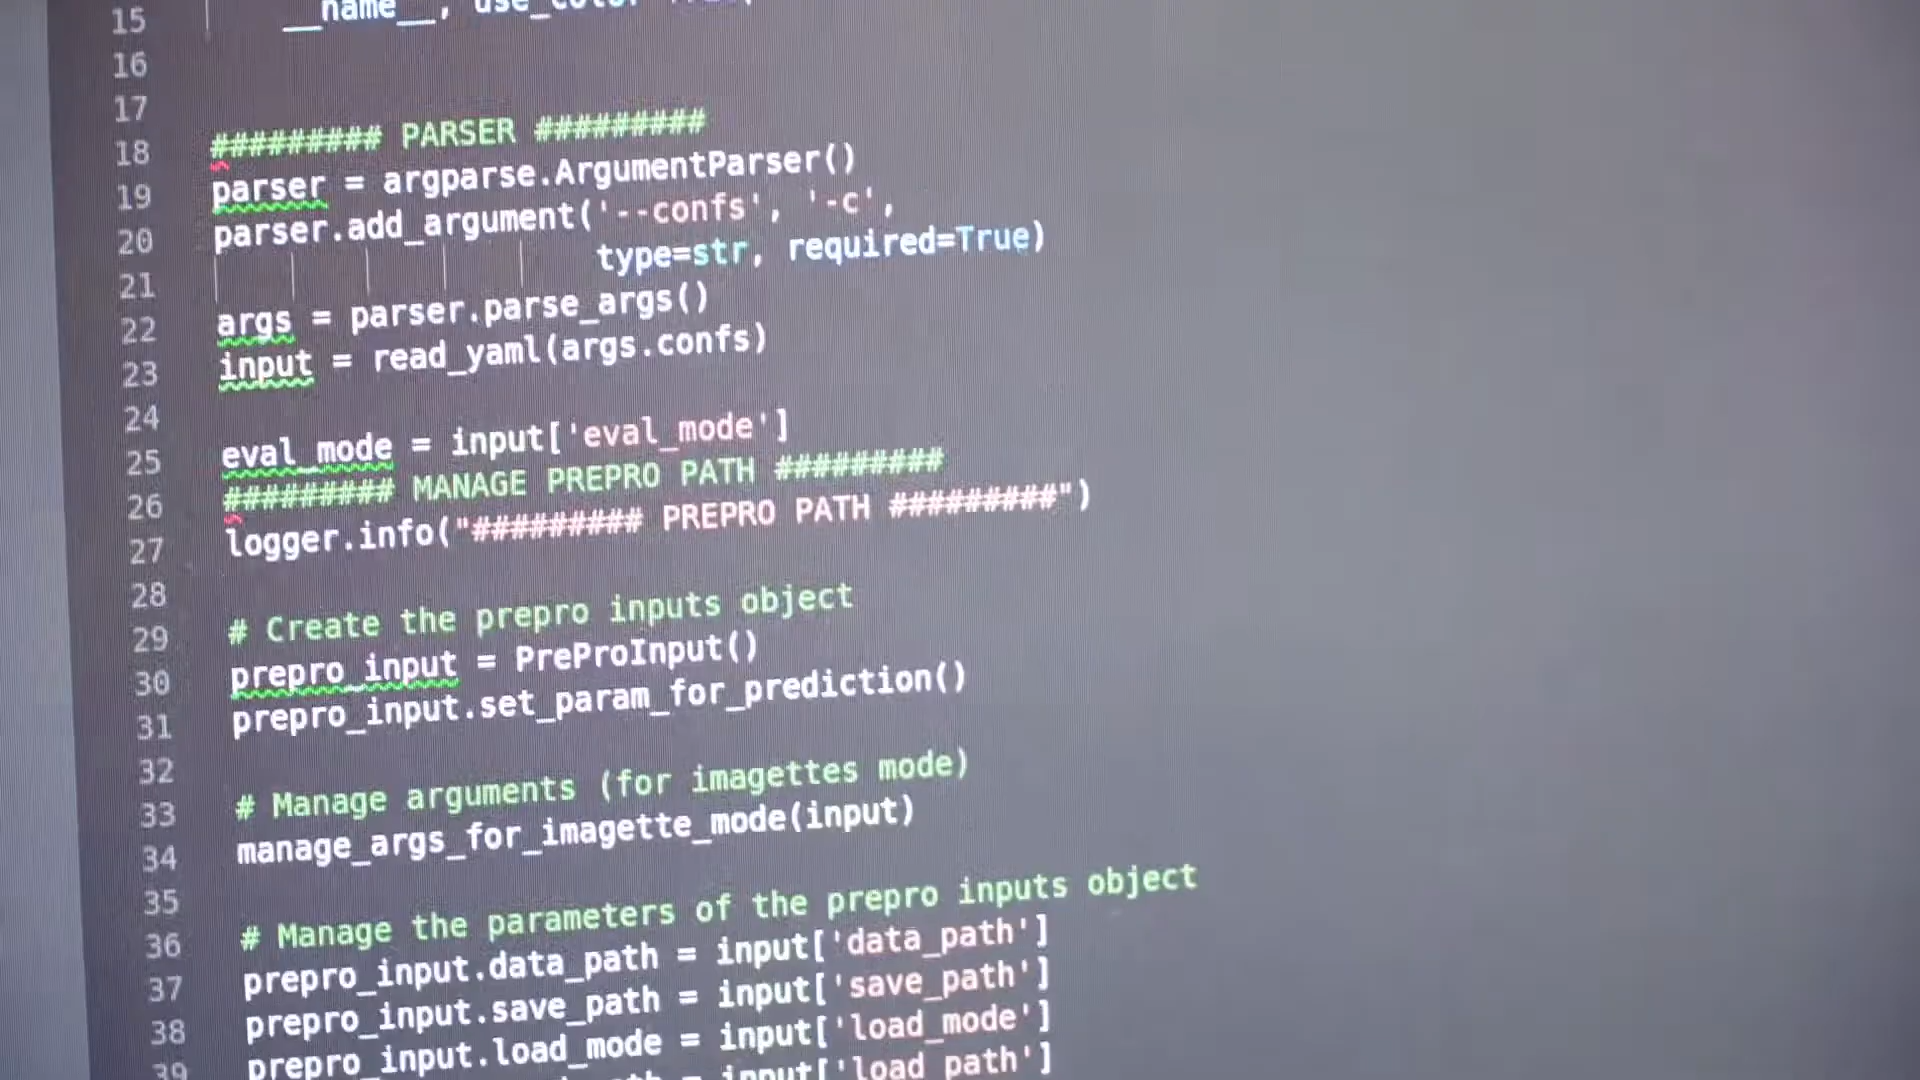 15 __name__, use_color
16
17
18 ######### PARSER #########
19 parser = argparse.ArgumentParser()
20 parser.add_argument('--confs', '-c',
21 type=str, required=True)
22 args = parser.parse_args()
23 input = read_yaml(args.confs)
24
25 eval_mode = input['eval_mode']
26 ######### MANAGE PREPRO PATH #########
27 logger.info("######### PREPRO PATH #########")
28
29 # Create the prepro inputs object
30 prepro_input = PreProInput()
31 prepro_input.set_param_for_prediction()
32
33 # Manage arguments (for imagettes mode)
34 manage_args_for_imagette_mode(input)
35
36 # Manage the parameters of the prepro inputs object
37 prepro_input.data_path = input['data_path']
38 prepro_input.save_path = input['save_path']
39 prepro_input.load_mode = input['load_mode']
= input['load_path']